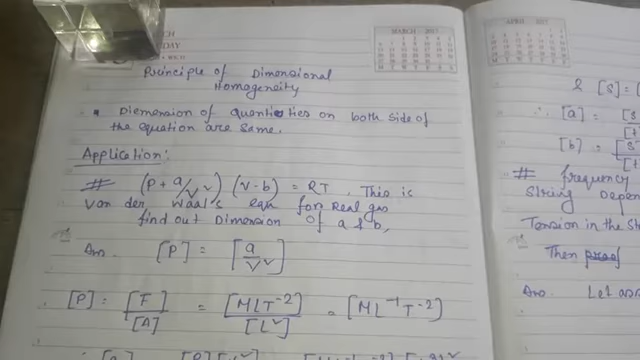 MARCH - 2017
APRIL 2017
Principle of Dimensional
Homogeneity
* Diemension of quantities on both side of
the equation are same.
Application:
# (P + a/V²) (V-b) = RT. This is
van der Waal's eqn for Real gas
find out Dimension of a & b,
Ans. [P] = [a/V²]
[P] = [F]/[A] = [MLT⁻²]/[L²] = [ML⁻¹T⁻²]
& [S] =
∴ [a] =
[b] =
# frequency
String Depen
Tension in the St
Then
Ans. Let ass